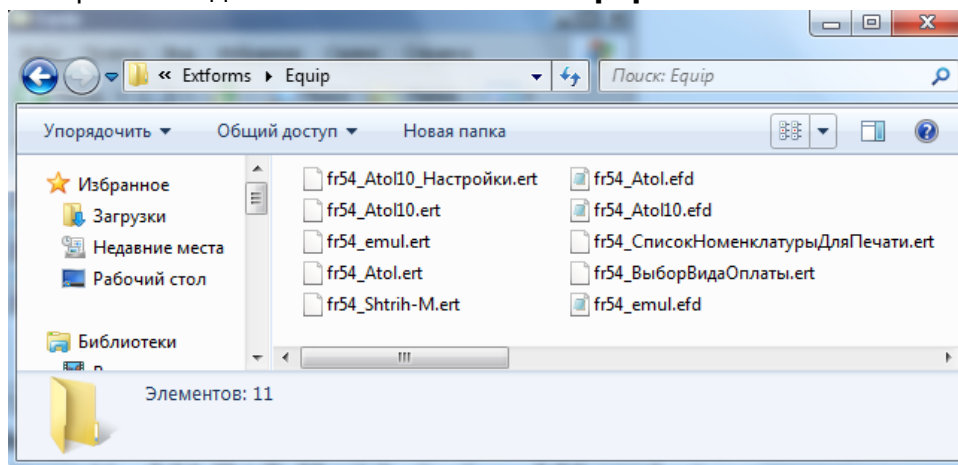 « Extforms ▸ Equip
Поиск: Equip
Упорядочить
Общий доступ
Новая папка
Избранное
Загрузки
Недавние места
Рабочий стол
Библиотеки
fr54_Atol10_Настройки.ert
fr54_Atol10.ert
fr54_emul.ert
fr54_Atol.ert
fr54_Shtrih-M.ert
fr54_Atol.efd
fr54_Atol10.efd
fr54_СписокНоменклатурыДляПечати.ert
fr54_ВыборВидаОплаты.ert
fr54_emul.efd
Элементов: 11